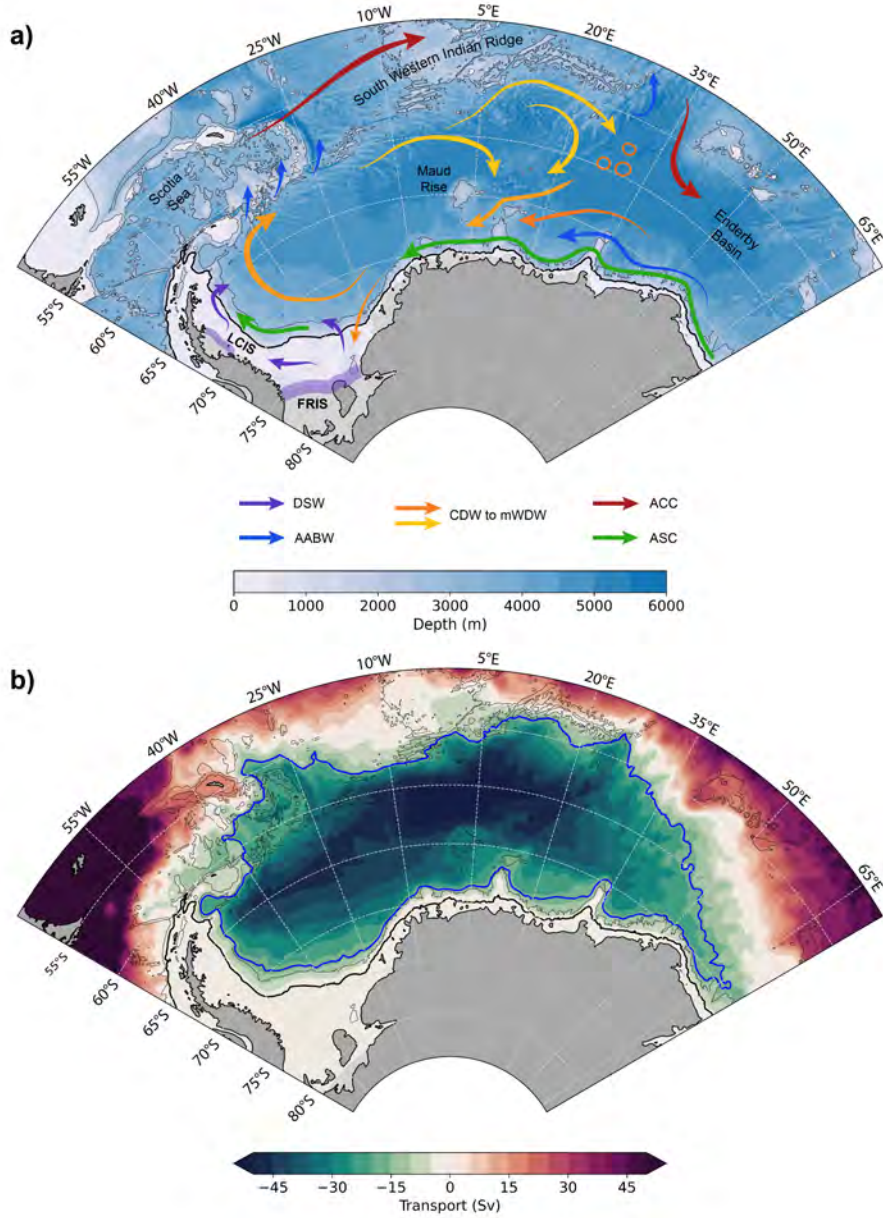 a)
10°W
5°E
25°W
20°E
40°W
35°E
55°W
50°E
65°E
South Western Indian Ridge
Scotia
Sea
Maud
Rise
Enderby
Basin
LCIS
FRIS
55°S
60°S
65°S
70°S
75°S
80°S
DSW
CDW to mWDW
ACC
AABW
ASC
0
1000
2000
3000
4000
5000
6000
Depth (m)
b)
10°W
5°E
25°W
20°E
40°W
35°E
55°W
50°E
65°E
55°S
60°S
65°S
70°S
75°S
80°S
−45
−30
−15
0
15
30
45
Transport (Sv)